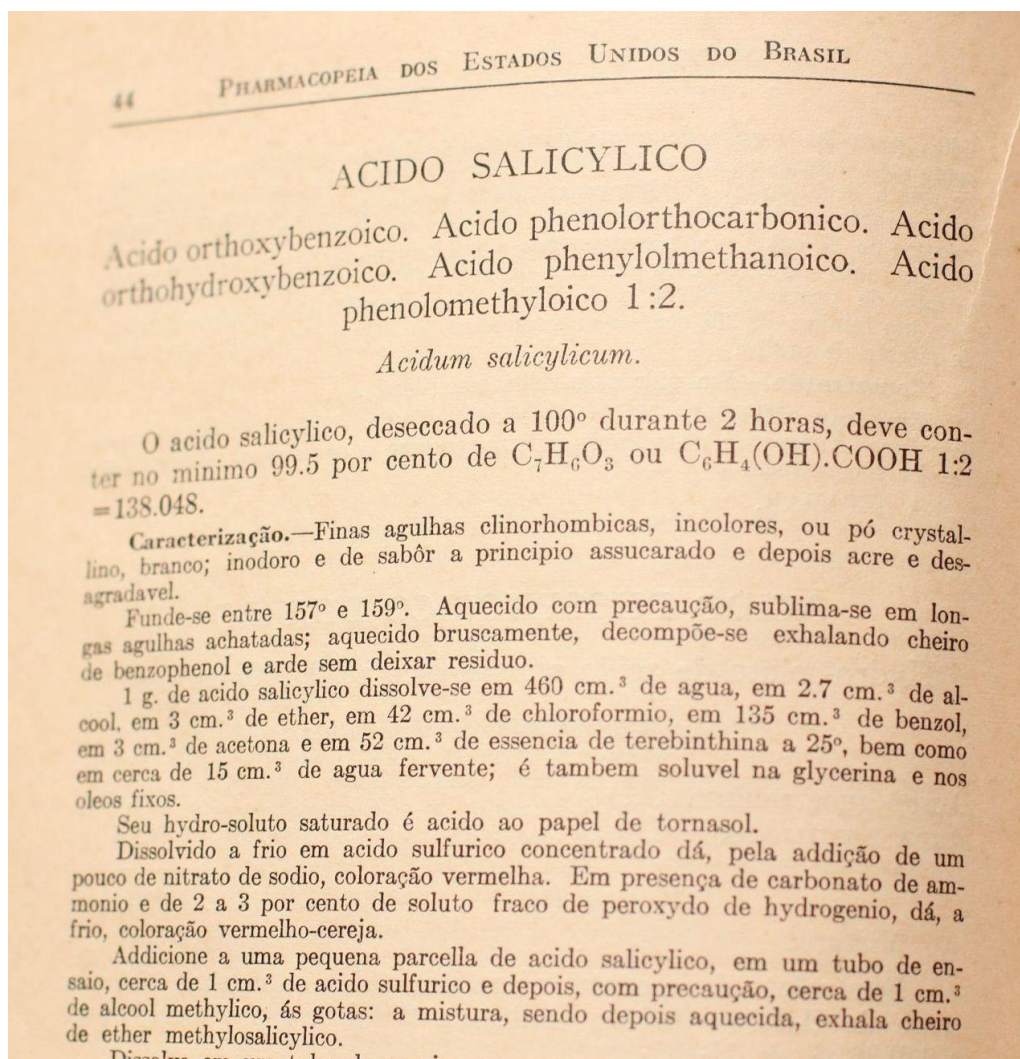 44 PHARMACOPEIA DOS ESTADOS UNIDOS DO BRASIL
ACIDO SALICYLICO
Acido orthoxybenzoico. Acido phenolorthocarbonico. Acido
orthohydroxybenzoico. Acido phenylolmethanoico. Acido
phenolomethyloico 1:2.
Acidum salicylicum.
O acido salicylico, deseccado a 100º durante 2 horas, deve con-
ter no minimo 99.5 por cento de C₇H₆O₃ ou C₆H₄(OH).COOH 1:2
=138.048.
Caracterização.—Finas agulhas clinorhombicas, incolores, ou pó crystal-
lino, branco; inodoro e de sabôr a principio assucarado e depois acre e des-
agradavel.
Funde-se entre 157º e 159º. Aquecido com precaução, sublima-se em lon-
gas agulhas achatadas; aquecido bruscamente, decompõe-se exhalando cheiro
de benzophenol e arde sem deixar residuo.
1 g. de acido salicylico dissolve-se em 460 cm.³ de agua, em 2.7 cm.³ de al-
cool, em 3 cm.³ de ether, em 42 cm.³ de chloroformio, em 135 cm.³ de benzol,
em 3 cm.³ de acetona e em 52 cm.³ de essencia de terebinthina a 25º, bem como
em cerca de 15 cm.³ de agua fervente; é tambem soluvel na glycerina e nos
oleos fixos.
Seu hydro-soluto saturado é acido ao papel de tornasol.
Dissolvido a frio em acido sulfurico concentrado dá, pela addição de um
pouco de nitrato de sodio, coloração vermelha. Em presença de carbonato de am-
monio e de 2 a 3 por cento de soluto fraco de peroxydo de hydrogenio, dá, a
frio, coloração vermelho-cereja.
Addicione a uma pequena parcella de acido salicylico, em um tubo de en-
saio, cerca de 1 cm.³ de acido sulfurico e depois, com precaução, cerca de 1 cm.³
de alcool methylico, ás gotas: a mistura, sendo depois aquecida, exhala cheiro
de ether methylosalicylico.